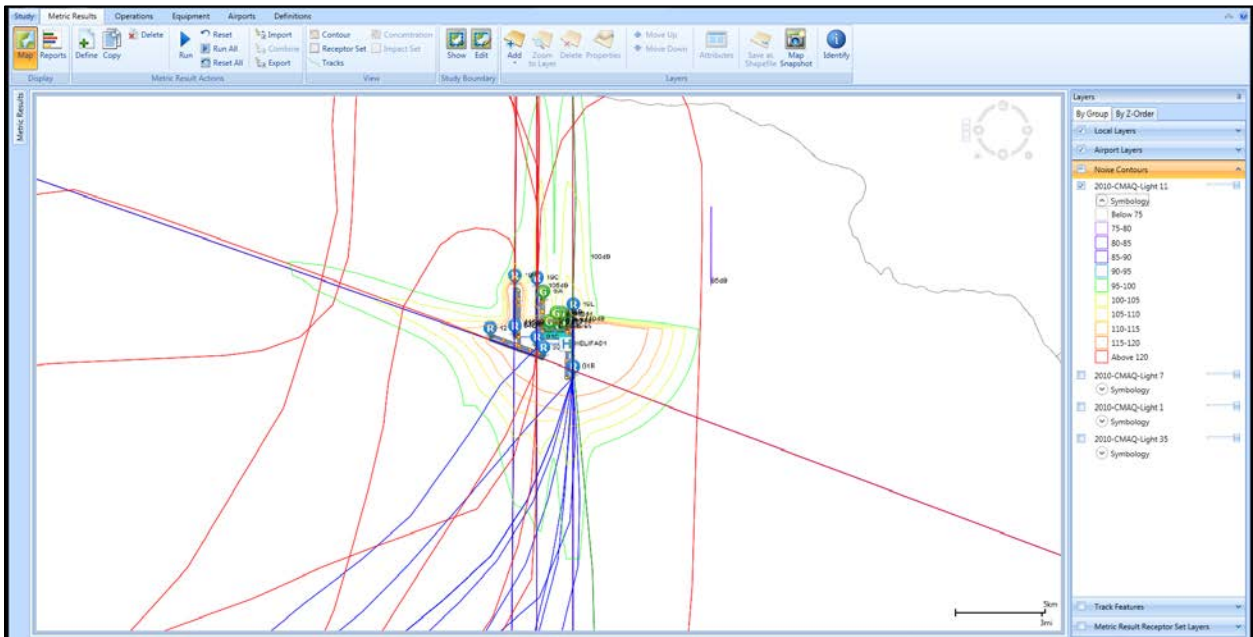 Study Metric Results Operations Equipment Airports Definitions
Map Reports Define Copy Delete Run Reset Run All Reset All Import Combine Export Contour Receptor Set Tracks Concentration Impact Set Show Edit Add Zoom to Layer Delete Properties Move Up Move Down Attributes Save as Shapefile Map Snapshot Identify
Display Metric Result Actions View Study Boundary Layers
Metric Results
Layers
By Group By Z-Order
Local Layers
Airport Layers
Noise Contours
2010-CMAQ-Light 11
Symbology
Below 75
75-80
80-85
85-90
90-95
95-100
100-105
105-110
110-115
115-120
Above 120
2010-CMAQ-Light 7
Symbology
2010-CMAQ-Light 1
Symbology
2010-CMAQ-Light 35
Symbology
Track Features
Metric Result Receptor Set Layers
100dB
19C
19L
12
HELIPAD1
5km
3mi